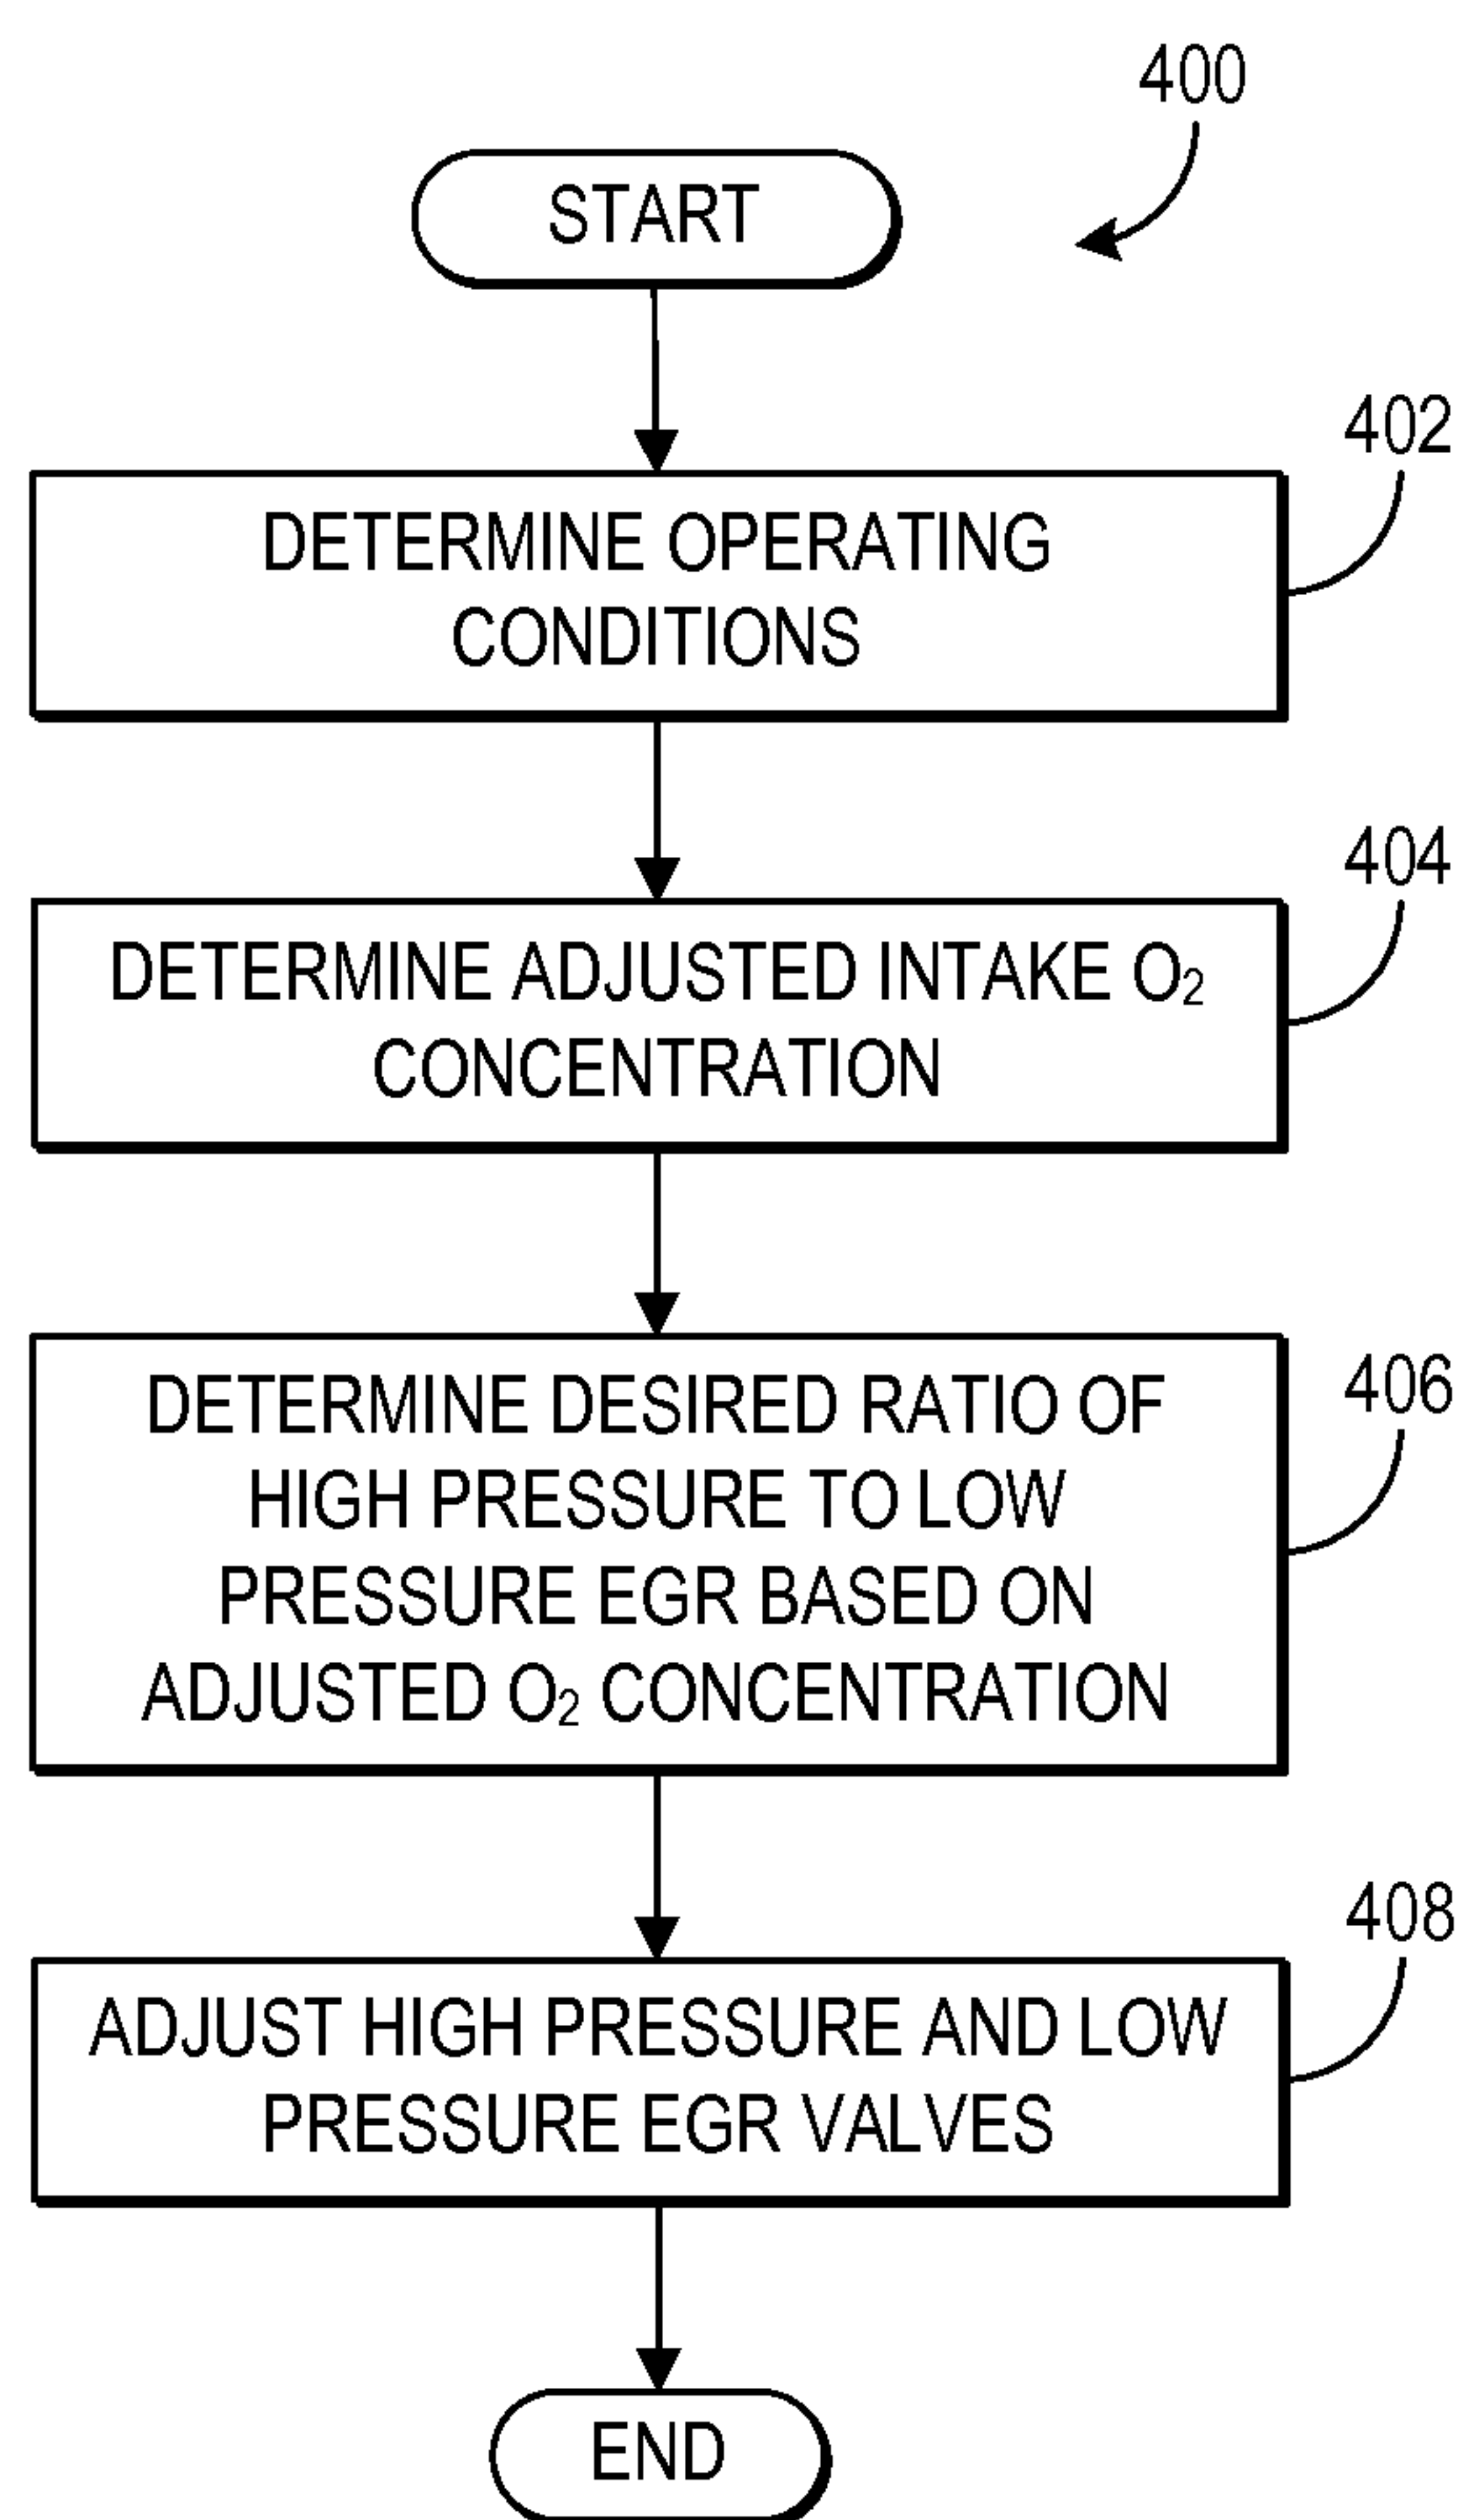 400
START
402
DETERMINE OPERATING
CONDITIONS
404
DETERMINE ADJUSTED INTAKE O₂
CONCENTRATION
406
DETERMINE DESIRED RATIO OF
HIGH PRESSURE TO LOW
PRESSURE EGR BASED ON
ADJUSTED O₂ CONCENTRATION
408
ADJUST HIGH PRESSURE AND LOW
PRESSURE EGR VALVES
END